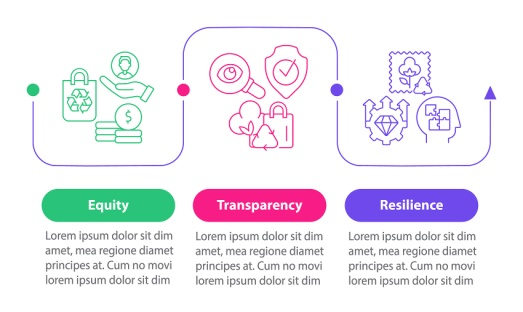 $
Equity
Lorem ipsum dolor sit dim
amet, mea regione diamet
principes at. Cum no movi
lorem ipsum dolor sit dim
Transparency
Lorem ipsum dolor sit dim
amet, mea regione diamet
principes at. Cum no movi
lorem ipsum dolor sit dim
Resilience
Lorem ipsum dolor sit dim
amet, mea regione diamet
principes at. Cum no movi
lorem ipsum dolor sit dim